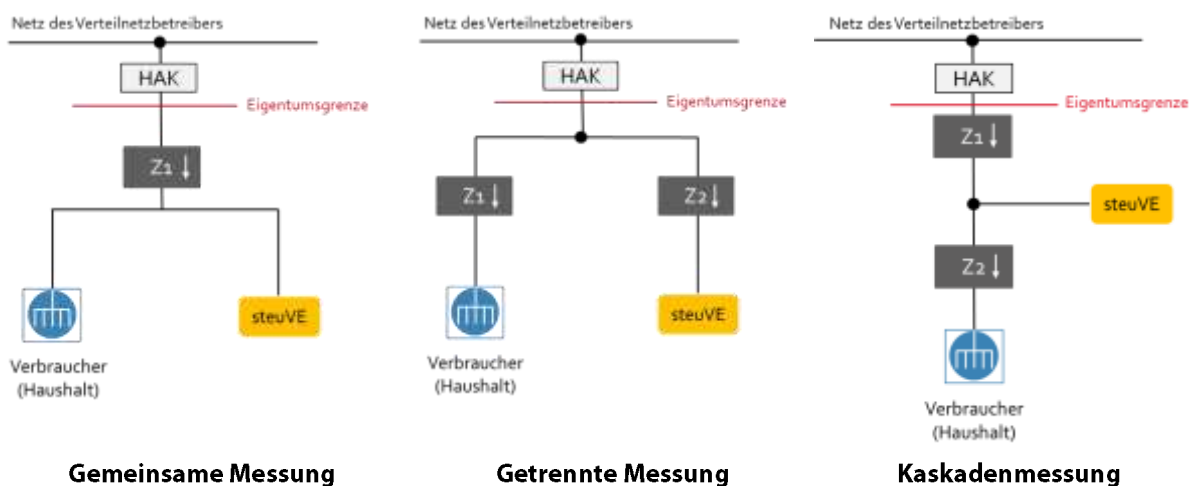 Netz des Verteilnetzbetreibers
HAK
Eigentumsgrenze
Z1 ↓
steuVE
Verbraucher
(Haushalt)
Gemeinsame Messung
Netz des Verteilnetzbetreibers
HAK
Eigentumsgrenze
Z1 ↓
Z2 ↓
steuVE
Verbraucher
(Haushalt)
Getrennte Messung
Netz des Verteilnetzbetreibers
HAK
Eigentumsgrenze
Z1 ↓
steuVE
Z2 ↓
Verbraucher
(Haushalt)
Kaskadenmessung